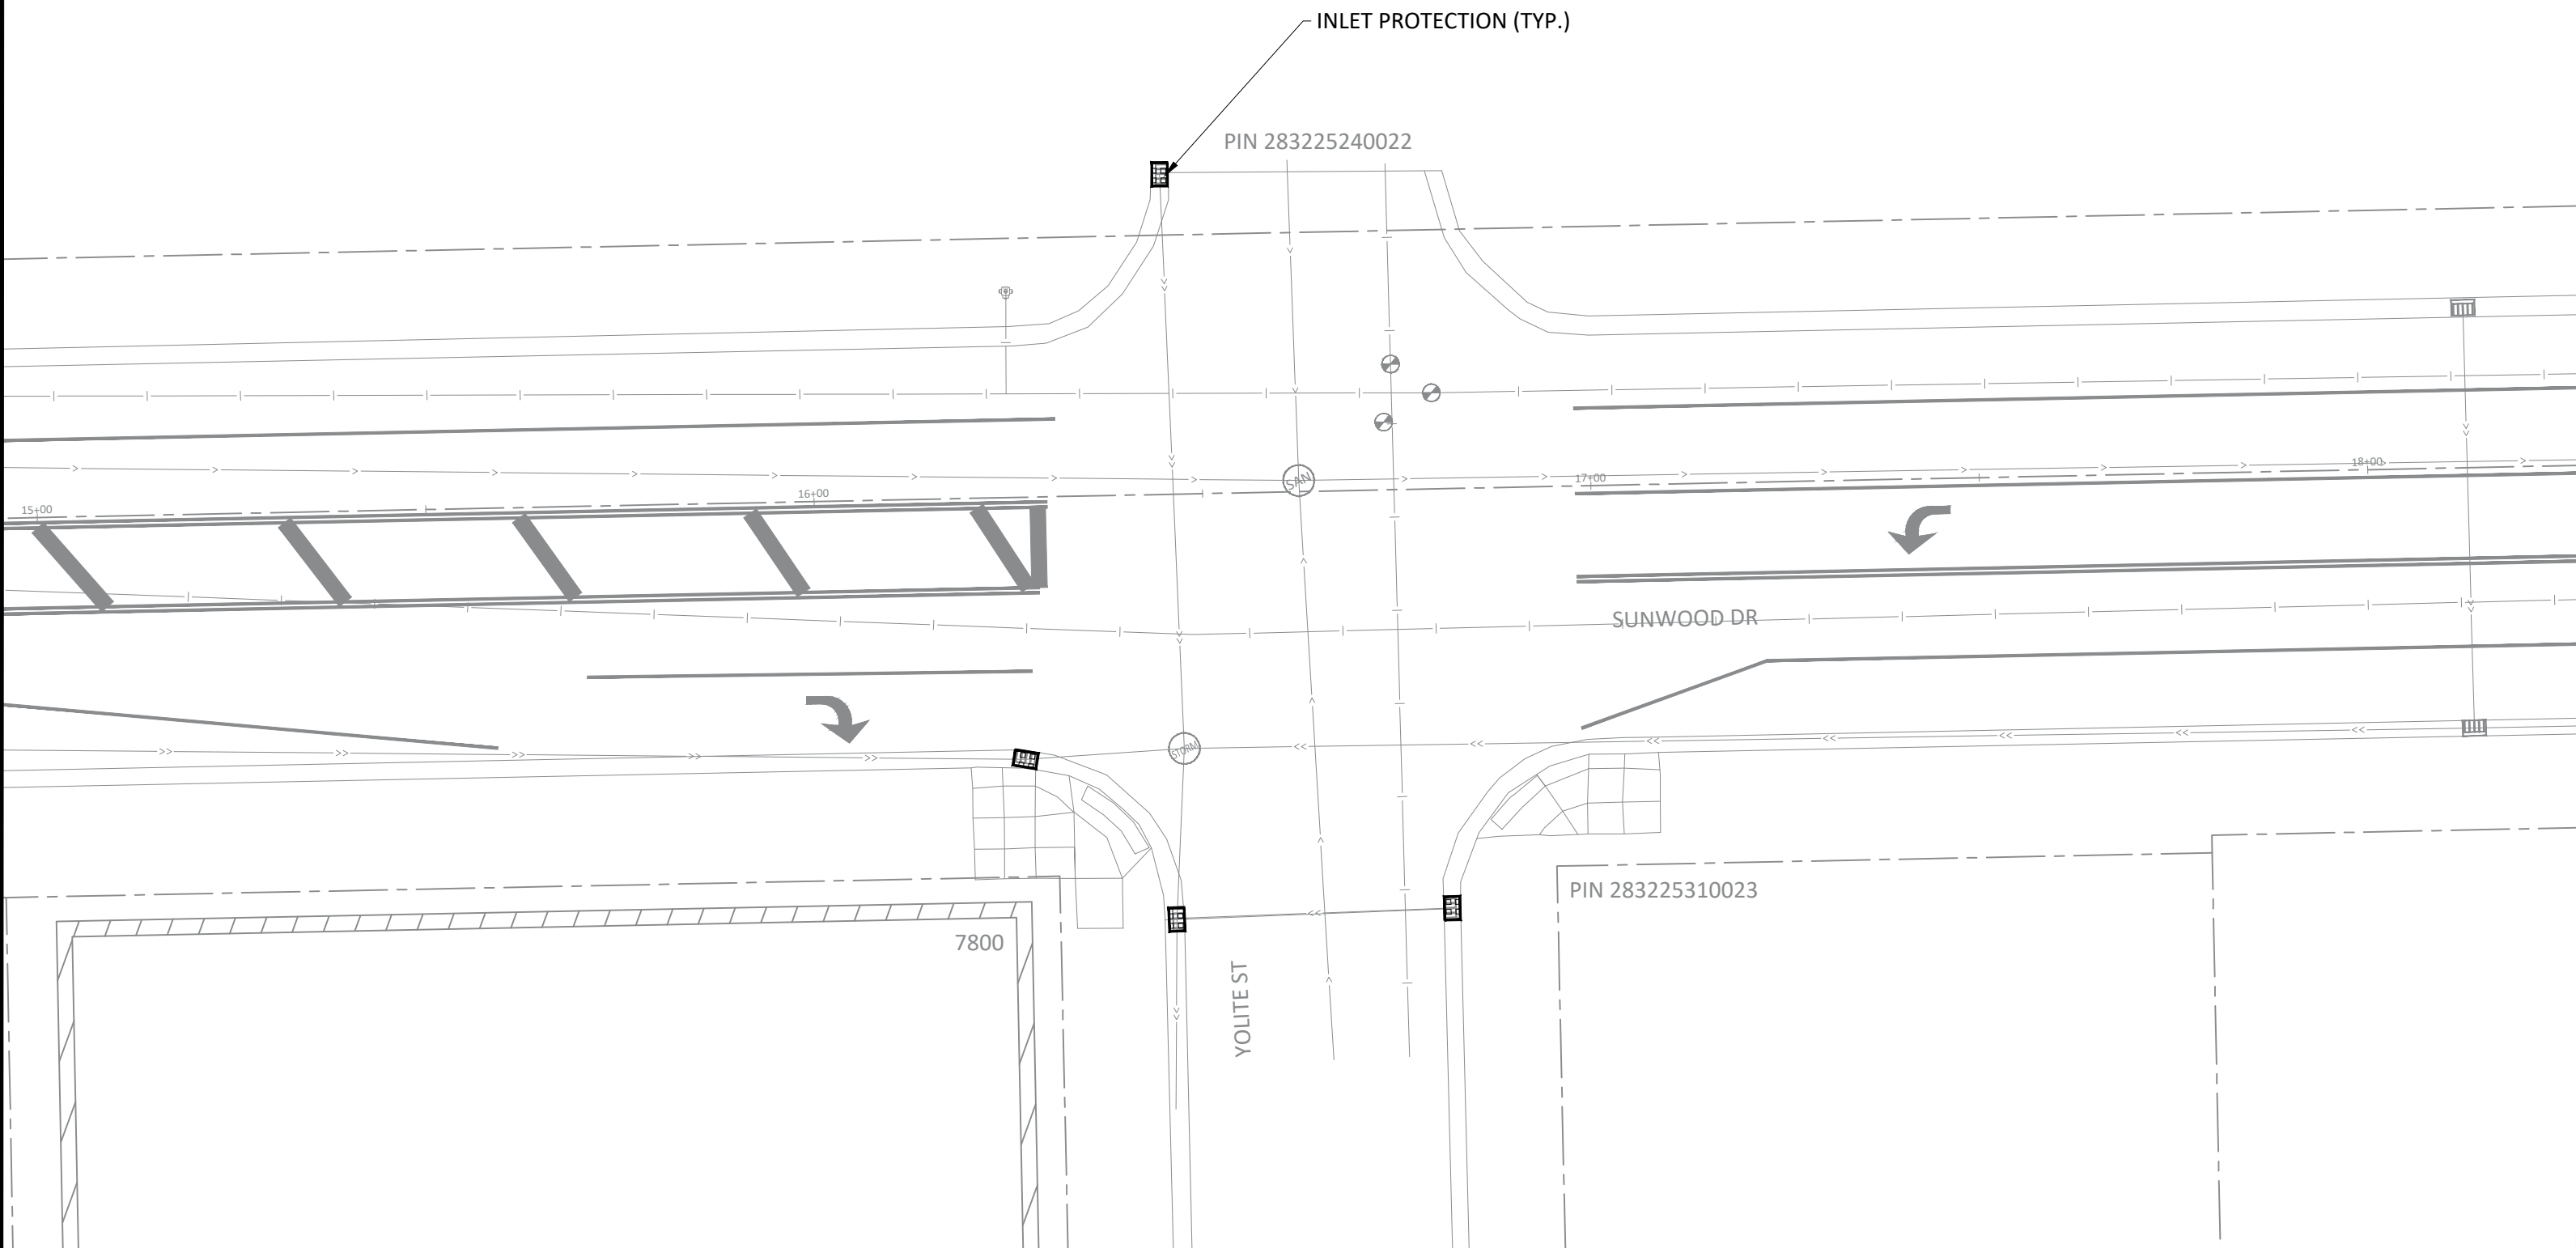 INLET PROTECTION (TYP.)
PIN 283225240022
SAN
18+00
17+00
16+00
15+00
SUNWOOD DR
STORM
PIN 283225310023
7800
YOLITE ST